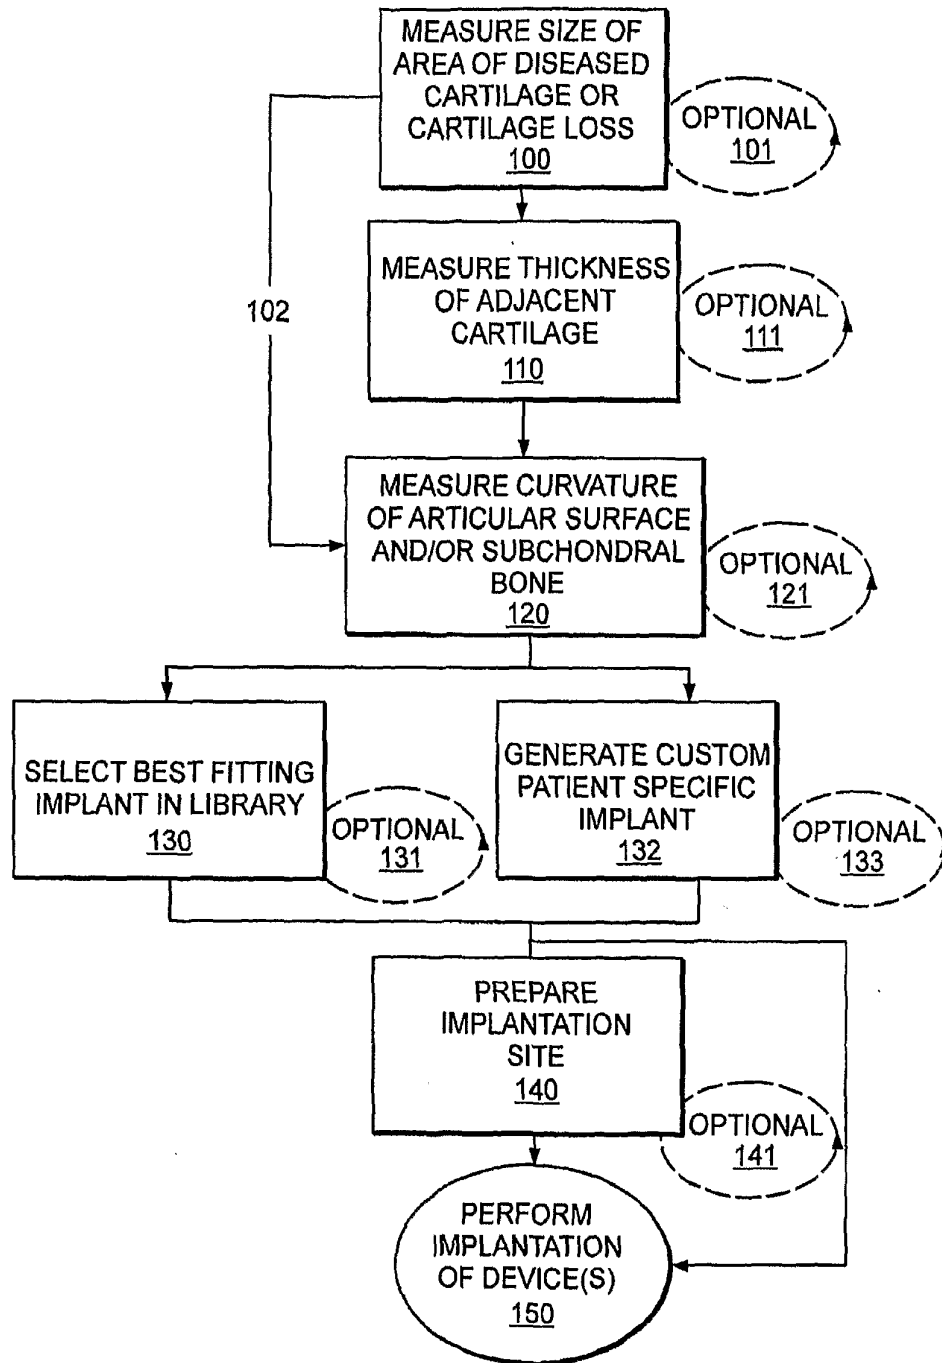 MEASURE SIZE OF
AREA OF DISEASED
CARTILAGE OR
CARTILAGE LOSS
100
OPTIONAL
101
MEASURE THICKNESS
OF ADJACENT
CARTILAGE
110
OPTIONAL
111
102
MEASURE CURVATURE
OF ARTICULAR SURFACE
AND/OR SUBCHONDRAL
BONE
120
OPTIONAL
121
SELECT BEST FITTING
IMPLANT IN LIBRARY
130
OPTIONAL
131
GENERATE CUSTOM
PATIENT SPECIFIC
IMPLANT
132
OPTIONAL
133
PREPARE
IMPLANTATION
SITE
140
OPTIONAL
141
PERFORM
IMPLANTATION
OF DEVICE(S)
150